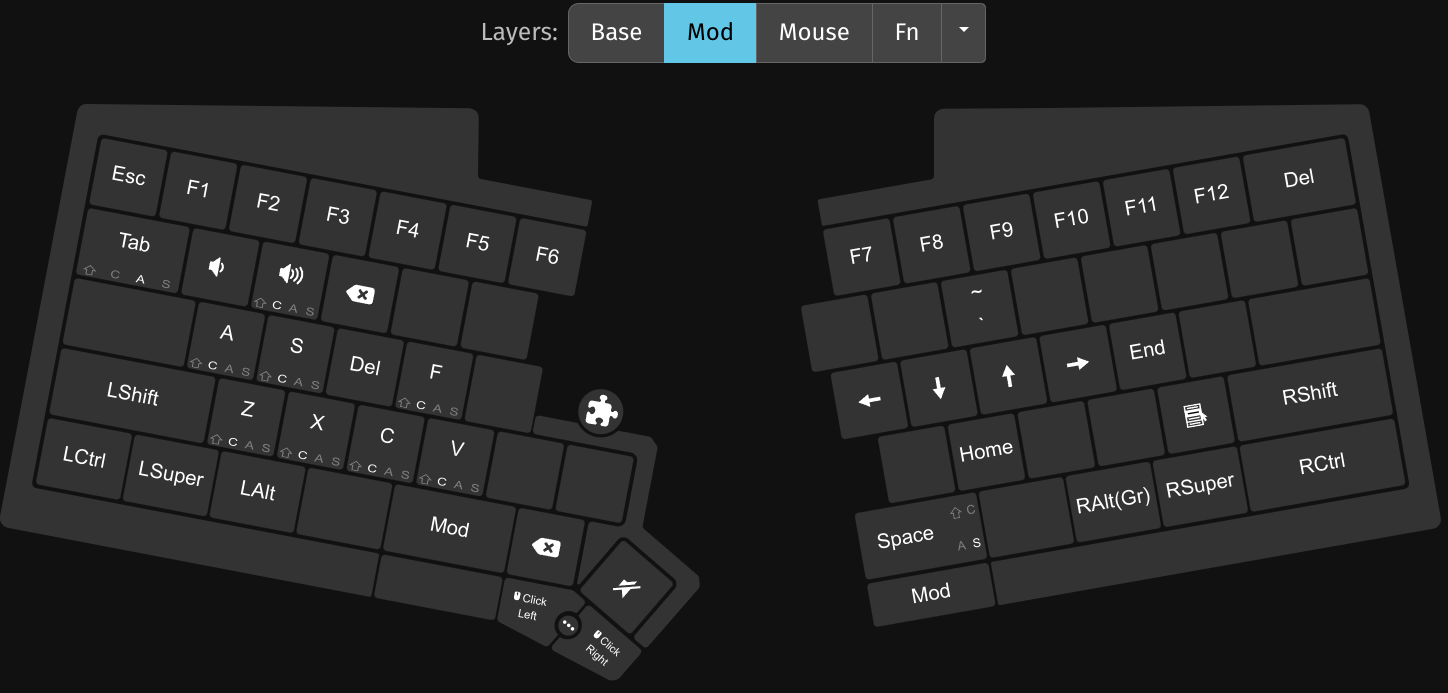 Layers: Base Mod Mouse Fn
Esc F1 F2 F3 F4 F5 F6
F7 F8 F9 F10 F11 F12 Del
Tab
⇧ C A S
⇧ C A S
~
`
A S Del F
⇧ C A S
⇧ C A S
⇧ C A S
End
LShift Z X C V
⇧ C A S
⇧ C A S
⇧ C A S
⇧ C A S
Home RShift
LCtrl LSuper LAlt Mod
Space
⇧ C
A S
RAlt(Gr) RSuper RCtrl
Click
Left
Click
Right
Mod